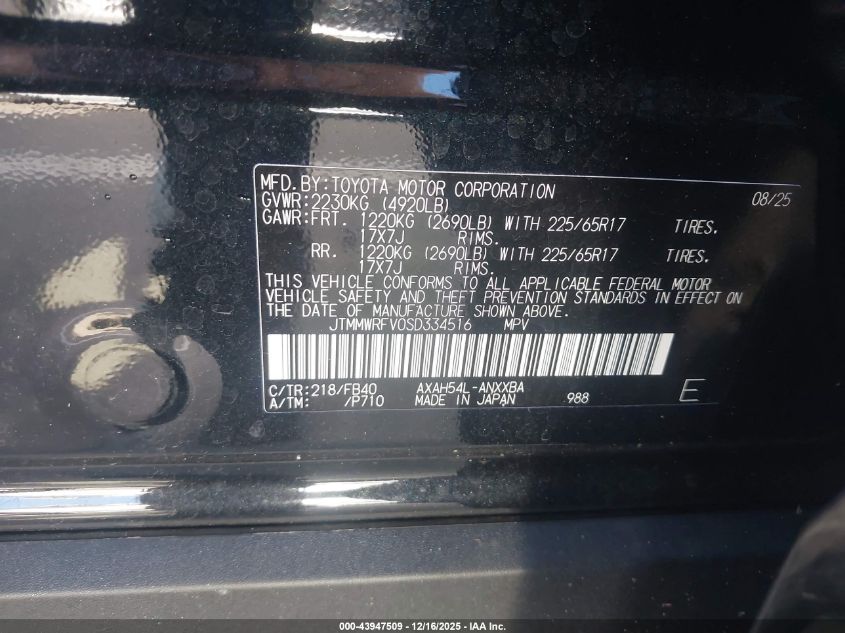 MFD.BY:TOYOTA MOTOR CORPORATION 08/25
GVWR:2230KG (4920LB)
GAWR:FRT. 1220KG (2690LB) WITH 225/65R17 TIRES.
17X7J RIMS.
RR. 1220KG (2690LB) WITH 225/65R17 TIRES.
17X7J RIMS.
THIS VEHICLE CONFORMS TO ALL APPLICABLE FEDERAL MOTOR
VEHICLE SAFETY AND THEFT PREVENTION STANDARDS IN EFFECT ON
THE DATE OF MANUFACTURE SHOWN ABOVE.
JTMMWRFV0SD334516 MPV
C/TR:218/FB40 AXAH54L-ANXXBA
A/TM: /P710 MADE IN JAPAN 988 E
000-43947509 - 12/16/2025 - IAA Inc.